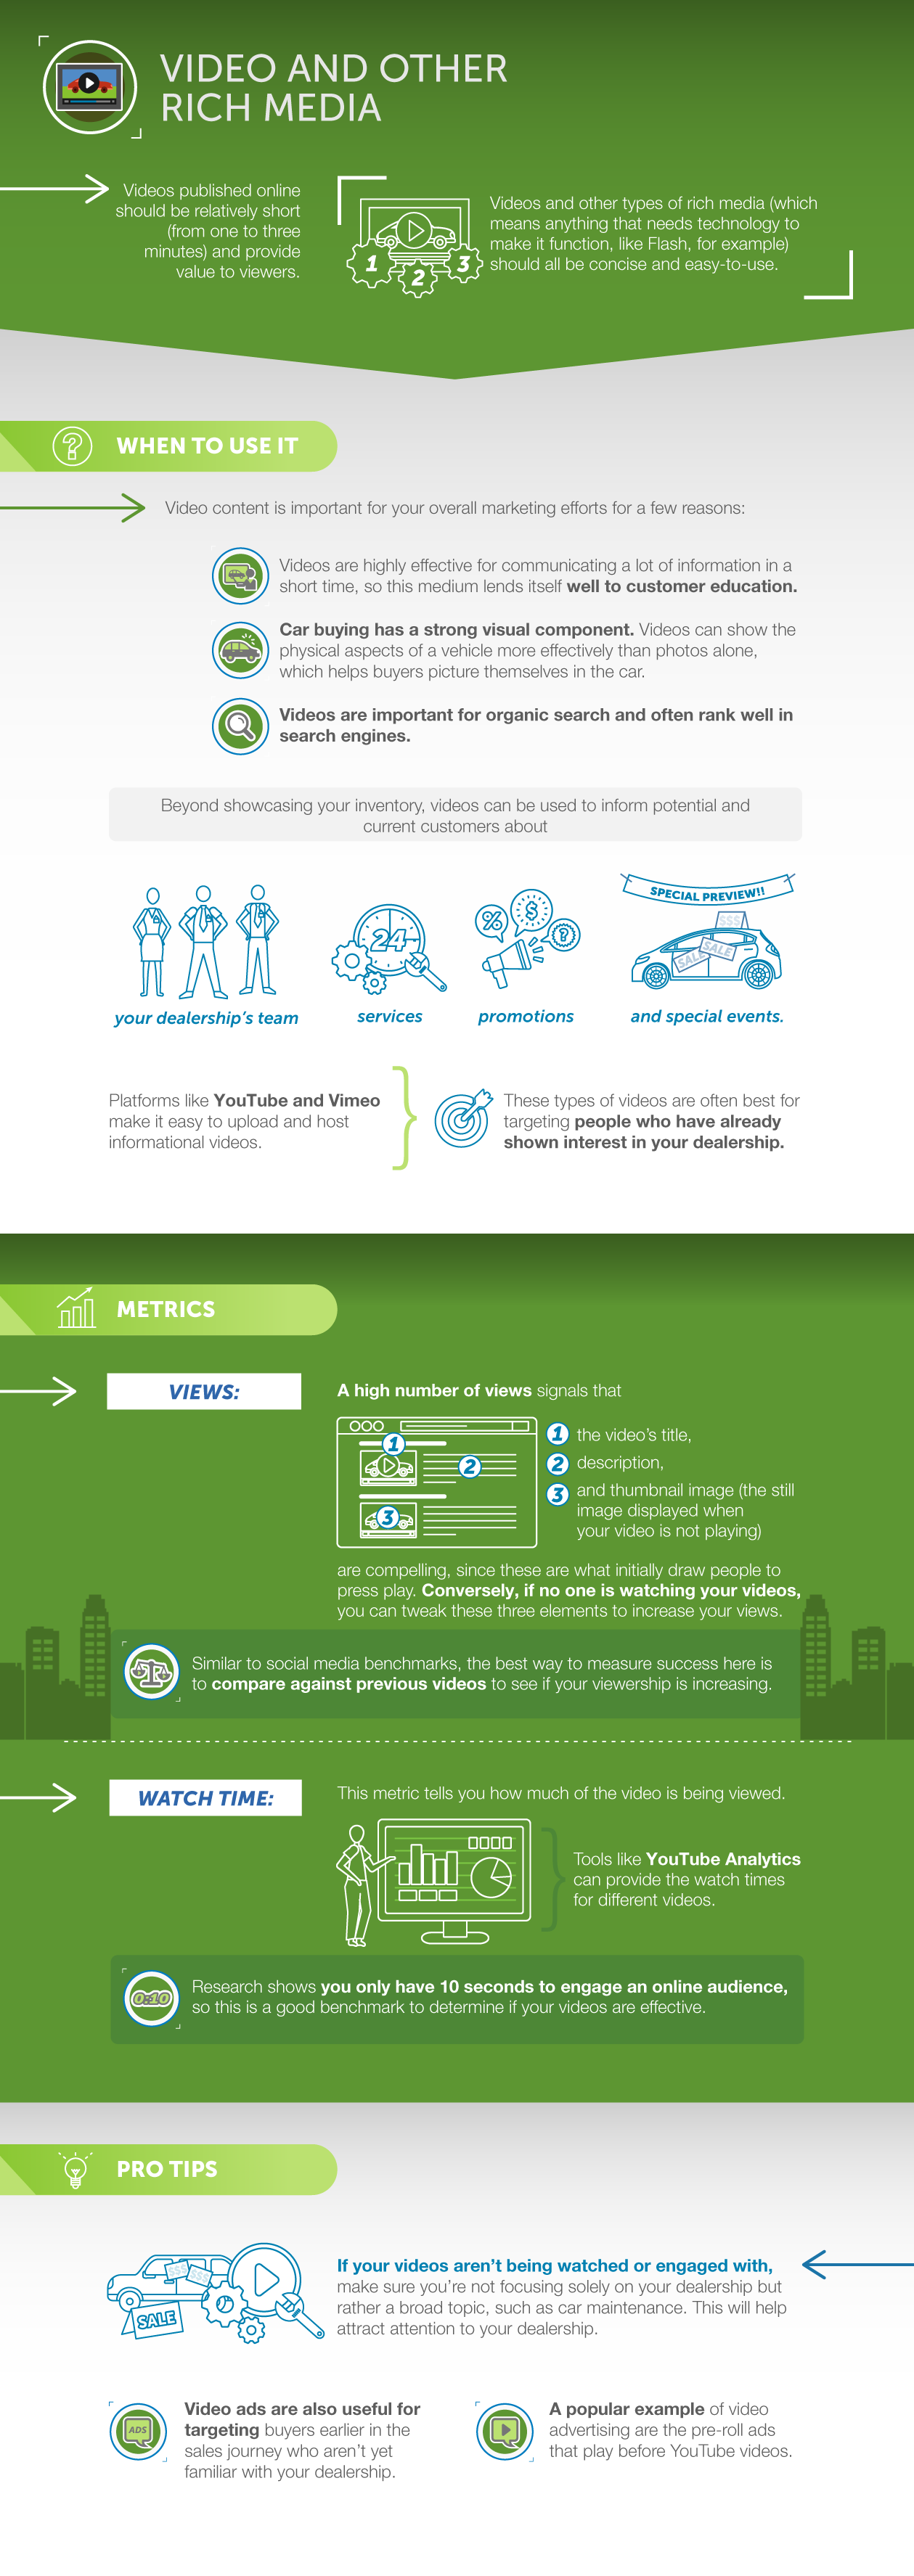 VIDEO AND OTHER
RICH MEDIA
Videos published online
should be relatively short
(from one to three
minutes) and provide
value to viewers.
1
2
3
Videos and other types of rich media (which
means anything that needs technology to
make it function, like Flash, for example)
should all be concise and easy-to-use.
WHEN TO USE IT
Video content is important for your overall marketing efforts for a few reasons:
Videos are highly effective for communicating a lot of information in a
short time, so this medium lends itself well to customer education.
Car buying has a strong visual component. Videos can show the
physical aspects of a vehicle more effectively than photos alone,
which helps buyers picture themselves in the car.
Videos are important for organic search and often rank well in
search engines.
Beyond showcasing your inventory, videos can be used to inform potential and
current customers about
24
% $ ?
SPECIAL PREVIEW!!
$$$
SALE SALE
your dealership's team
services
promotions
and special events.
Platforms like YouTube and Vimeo
make it easy to upload and host
informational videos.
These types of videos are often best for
targeting people who have already
shown interest in your dealership.
METRICS
VIEWS:
A high number of views signals that
1
2
3
1 the video's title,
2 description,
3 and thumbnail image (the still
image displayed when
your video is not playing)
are compelling, since these are what initially draw people to
press play. Conversely, if no one is watching your videos,
you can tweak these three elements to increase your views.
Similar to social media benchmarks, the best way to measure success here is
to compare against previous videos to see if your viewership is increasing.
WATCH TIME:
This metric tells you how much of the video is being viewed.
Tools like YouTube Analytics
can provide the watch times
for different videos.
0:10
Research shows you only have 10 seconds to engage an online audience,
so this is a good benchmark to determine if your videos are effective.
PRO TIPS
$$$ $$$
SALE
If your videos aren't being watched or engaged with,
make sure you're not focusing solely on your dealership but
rather a broad topic, such as car maintenance. This will help
attract attention to your dealership.
ADS
Video ads are also useful for
targeting buyers earlier in the
sales journey who aren't yet
familiar with your dealership.
A popular example of video
advertising are the pre-roll ads
that play before YouTube videos.